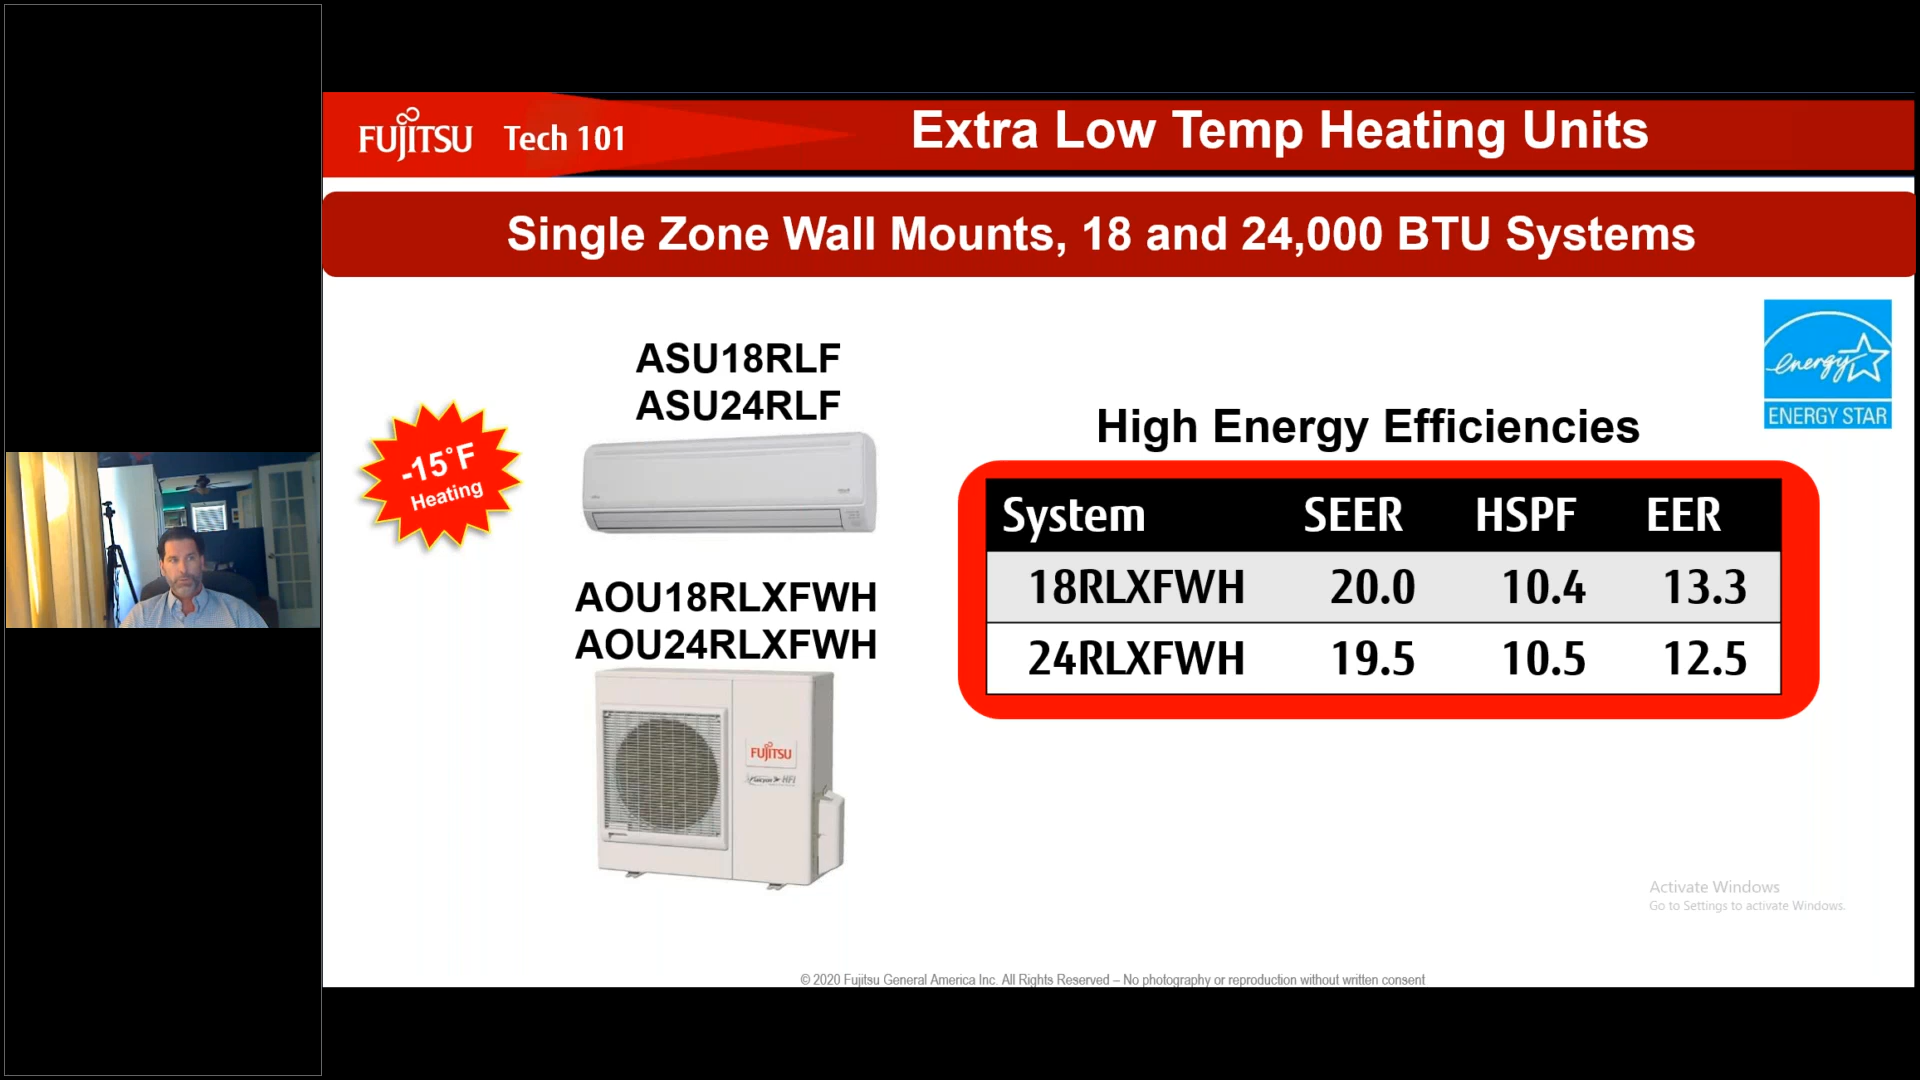 FUJITSU Tech 101
Extra Low Temp Heating Units
Single Zone Wall Mounts, 18 and 24,000 BTU Systems
ASU18RLF
ASU24RLF
-15°F
Heating
AOU18RLXFWH
AOU24RLXFWH
FUJITSU
energy
ENERGY STAR
High Energy Efficiencies
System SEER HSPF EER
18RLXFWH 20.0 10.4 13.3
24RLXFWH 19.5 10.5 12.5
Activate Windows
Go to Settings to activate Windows.
© 2020 Fujitsu General America Inc. All Rights Reserved – No photography or reproduction without written consent